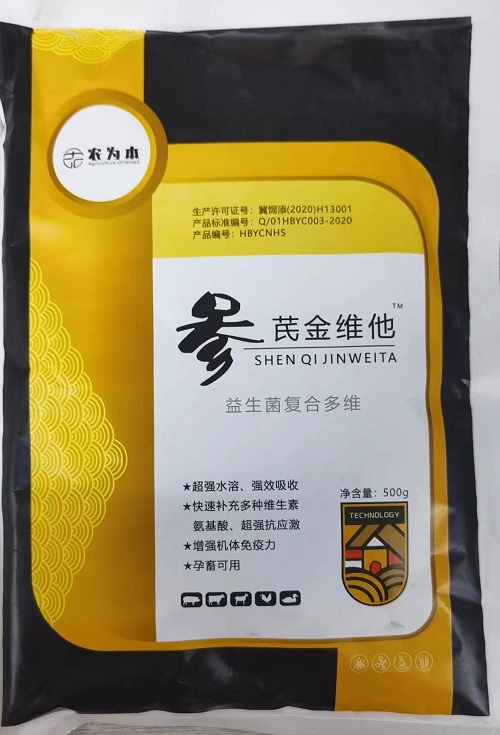 农为本
Agriculture Oriented
生产许可证号：冀饲添(2020)H13001
产品标准编号：Q/01HBYC003-2020
产品编号：HBYCNHS
参芪金维他™
SHEN QI JINWEITA
益生菌复合多维
★超强水溶、强效吸收
★快速补充多种维生素
氨基酸、超强抗应激
★增强机体免疫力
★孕畜可用
净含量：500g
TECHNOLOGY